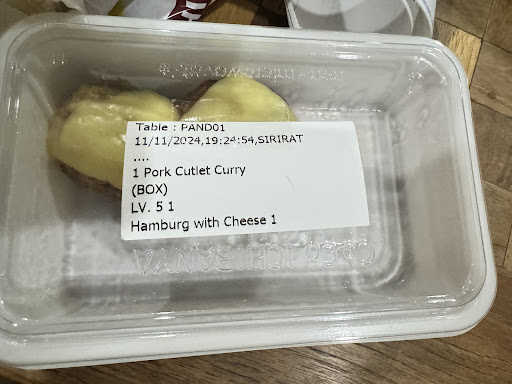 Table : PAND01
11/11/2024,19:24:54,SIRIRAT
....
1 Pork Cutlet Curry
(BOX)
LV. 5 1
Hamburg with Cheese 1